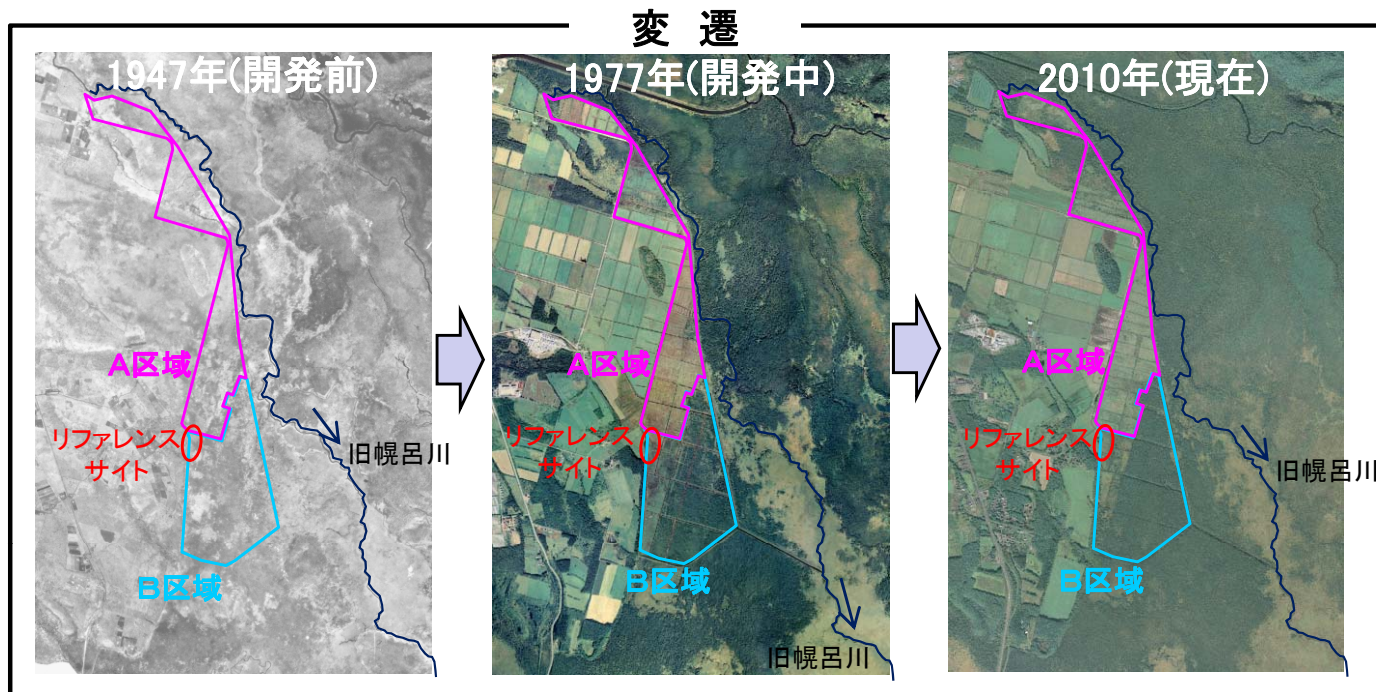 変 遷
1947年(開発前)
A区域
リファレンス
サイト
旧幌呂川
B区域
1977年(開発中)
A区域
リファレンス
サイト
B区域
旧幌呂川
2010年(現在)
A区域
リファレンス
サイト
旧幌呂川
B区域